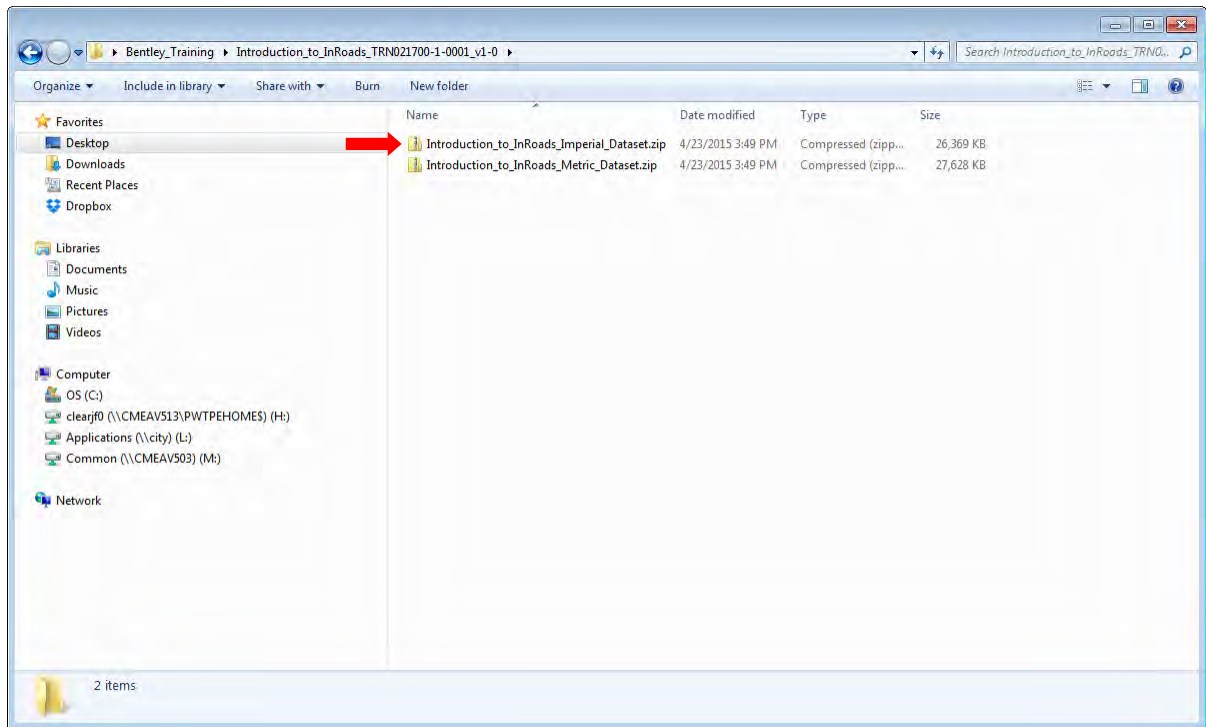 Bentley_Training Introduction_to_InRoads_TRN021700-1-0001_v1-0
Search Introduction_to_InRoads_TRN0...
Organize Include in library Share with Burn New folder
Name Date modified Type Size
Favorites
Desktop
Downloads
Recent Places
Dropbox
Libraries
Documents
Music
Pictures
Videos
Computer
OS (C:)
clearjf0 (\\CMEAV513\PWTPEHOME$) (H:)
Applications (\\city) (L:)
Common (\\CMEAV503) (M:)
Network
Introduction_to_InRoads_Imperial_Dataset.zip 4/23/2015 3:49 PM Compressed (zipp... 26,369 KB
Introduction_to_InRoads_Metric_Dataset.zip 4/23/2015 3:49 PM Compressed (zipp... 27,628 KB
2 items